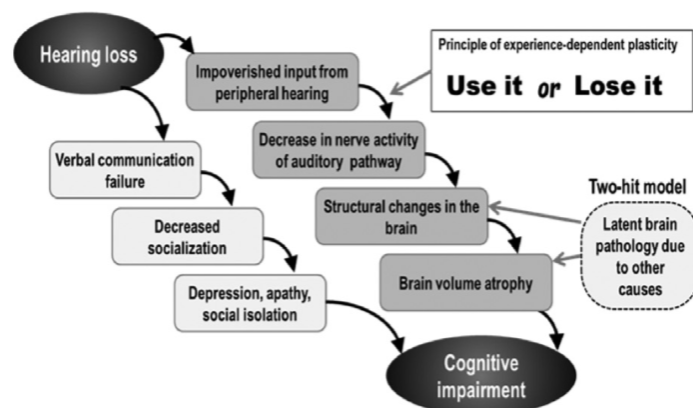 Hearing loss
Impoverished input from
peripheral hearing
Principle of experience-dependent plasticity
Use it or Lose it
Decrease in nerve activity
of auditory pathway
Verbal communication
failure
Structural changes in the
brain
Two-hit model
Latent brain
pathology due
to other
causes
Decreased
socialization
Brain volume atrophy
Depression, apathy,
social isolation
Cognitive
impairment